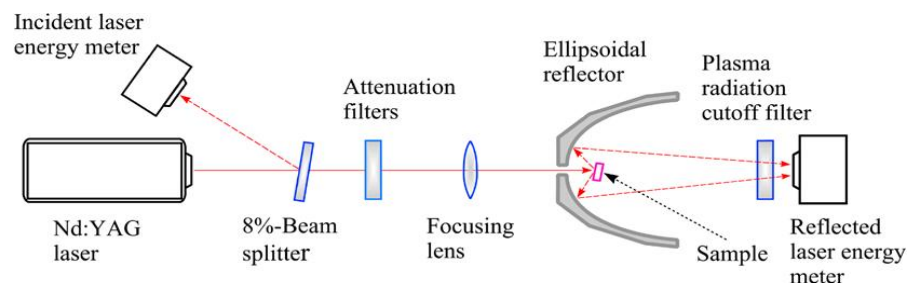 Incident laser
energy meter
Attenuation
filters
Ellipsoidal
reflector
Plasma
radiation
cutoff filter
Nd:YAG
laser
8%-Beam
splitter
Focusing
lens
Sample
Reflected
laser energy
meter